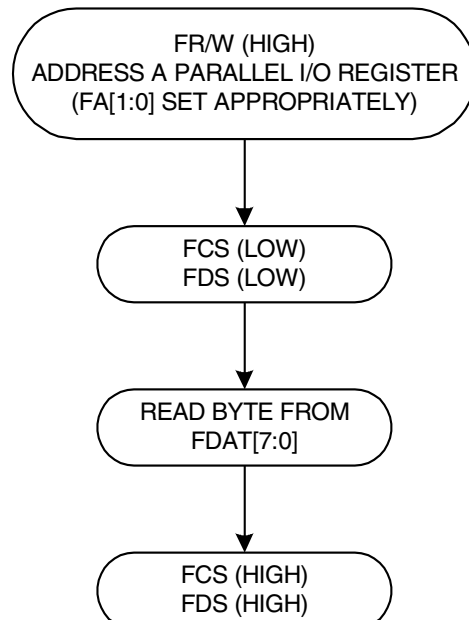 FR/W (HIGH)
ADDRESS A PARALLEL I/O REGISTER
(FA[1:0] SET APPROPRIATELY)
FCS (LOW)
FDS (LOW)
READ BYTE FROM
FDAT[7:0]
FCS (HIGH)
FDS (HIGH)